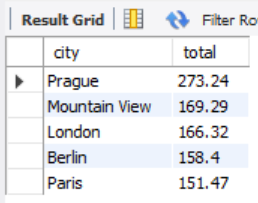 Result Grid Filter Ro
city total
Prague 273.24
Mountain View 169.29
London 166.32
Berlin 158.4
Paris 151.47